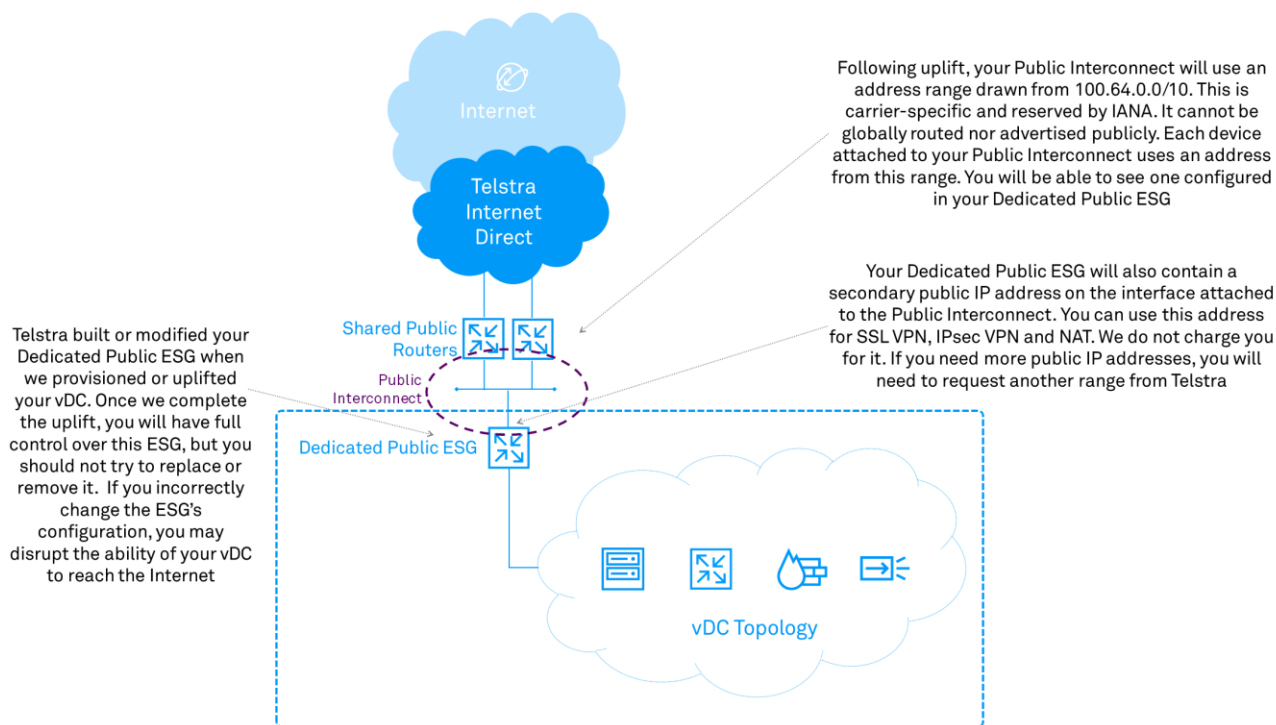 Internet
Telstra
Internet
Direct
Following uplift, your Public Interconnect will use an
address range drawn from 100.64.0.0/10. This is
carrier-specific and reserved by IANA. It cannot be
globally routed nor advertised publicly. Each device
attached to your Public Interconnect uses an address
from this range. You will be able to see one configured
in your Dedicated Public ESG
Your Dedicated Public ESG will also contain a
secondary public IP address on the interface attached
to the Public Interconnect. You can use this address
for SSL VPN, IPsec VPN and NAT. We do not charge you
for it. If you need more public IP addresses, you will
need to request another range from Telstra
Shared Public
Routers
Public
Interconnect
Dedicated Public ESG
Telstra built or modified your
Dedicated Public ESG when
we provisioned or uplifted
your vDC. Once we complete
the uplift, you will have full
control over this ESG, but you
should not try to replace or
remove it. If you incorrectly
change the ESG's
configuration, you may
disrupt the ability of your vDC
to reach the Internet
vDC Topology